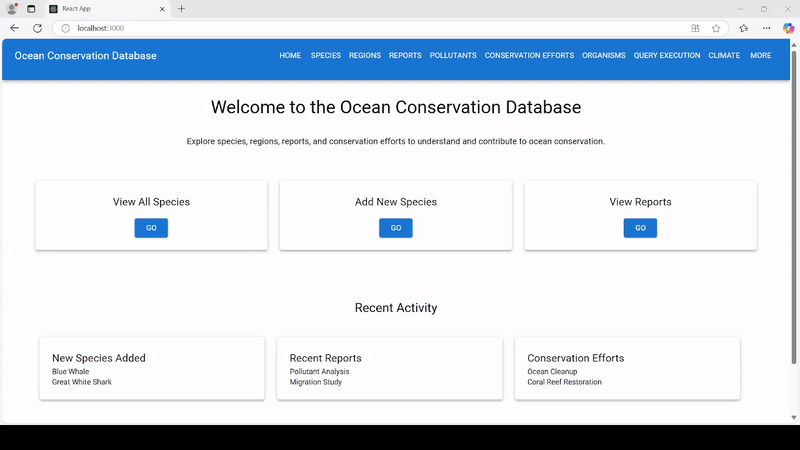 React App
localhost:3000
Ocean Conservation Database
HOME SPECIES REGIONS REPORTS POLLUTANTS CONSERVATION EFFORTS ORGANISMS QUERY EXECUTION CLIMATE MORE
Welcome to the Ocean Conservation Database
Explore species, regions, reports, and conservation efforts to understand and contribute to ocean conservation.
View All Species
GO
Add New Species
GO
View Reports
GO
Recent Activity
New Species Added
Blue Whale
Great White Shark
Recent Reports
Pollutant Analysis
Migration Study
Conservation Efforts
Ocean Cleanup
Coral Reef Restoration